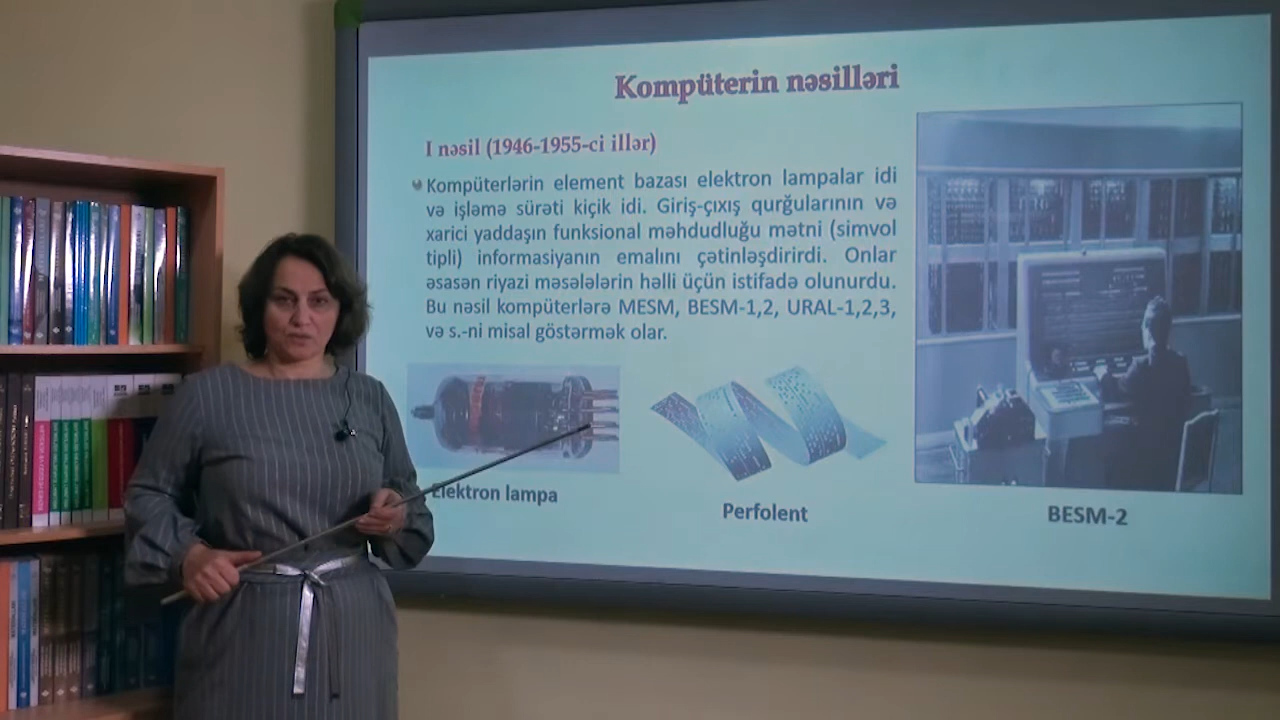 Kompüterin nəsilləri
I nəsil (1946-1955-ci illər)
Kompüterlərin element bazası elektron lampalar idi
və işləmə sürəti kiçik idi. Giriş-çıxış qurğularının və
xarici yaddaşın funksional məhdudluğu mətni (simvol
tipli) informasiyanın emalını çətinləşdirirdi. Onlar
əsasən riyazi məsələlərin həlli üçün istifadə olunurdu.
Bu nəsil kompüterlərə MESM, BESM-1,2, URAL-1,2,3,
və s.-ni misal göstərmək olar.
Elektron lampa
Perfolent
BESM-2